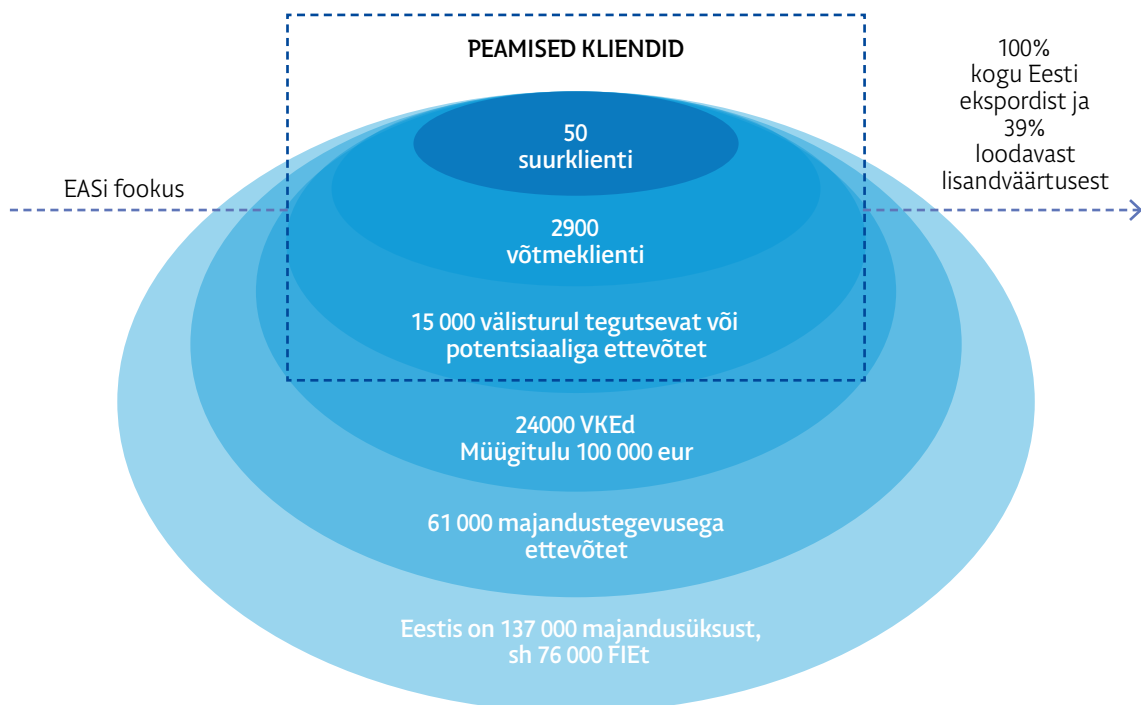 PEAMISED KLIENDID
100%
kogu Eesti
ekspordist ja
39%
loodavast
lisandväärtusest
EASi fookus
50
suurklienti
2900
võtmeklienti
15 000 välisturul tegutsevat või
potentsiaaliga ettevõtet
24000 VKEd
Müügitulu 100 000 eur
61 000 majandustegevusega
ettevõtet
Eestis on 137 000 majandusüksust,
sh 76 000 FIEt